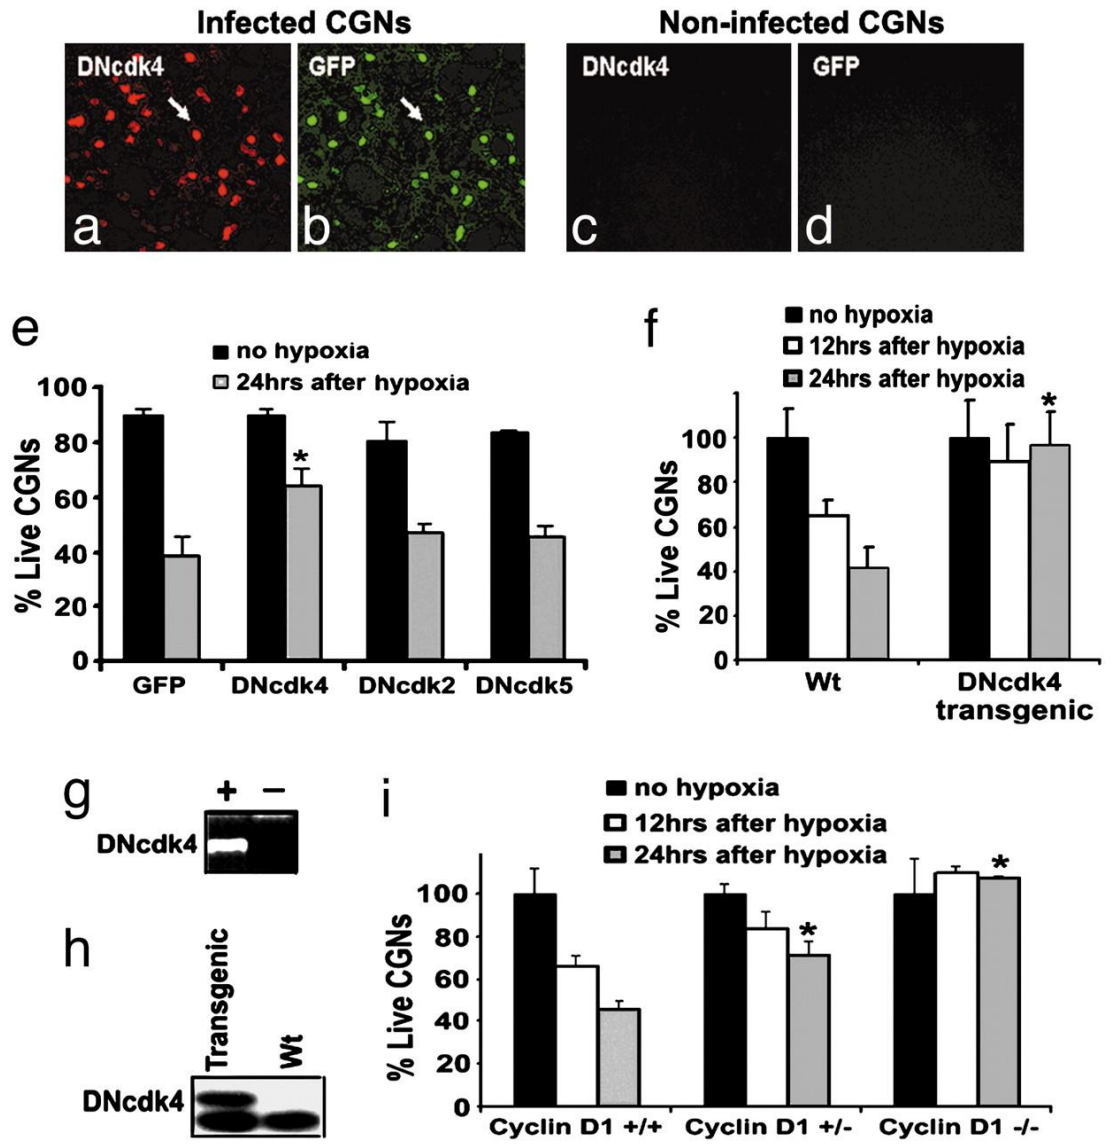 Infected CGNs Non-infected CGNs
DNcdk4 GFP DNcdk4 GFP
a b c d
e
no hypoxia
24hrs after hypoxia
% Live CGNs
100
80
60
40
20
0
GFP DNcdk4 DNcdk2 DNcdk5
*
f
no hypoxia
12hrs after hypoxia
24hrs after hypoxia
% Live CGNs
100
80
60
40
20
0
*
Wt DNcdk4
transgenic
g
+ −
DNcdk4
h
Transgenic Wt
DNcdk4
i
no hypoxia
12hrs after hypoxia
24hrs after hypoxia
% Live CGNs
100
80
60
40
20
0
* *
Cyclin D1 +/+ Cyclin D1 +/- Cyclin D1 -/-